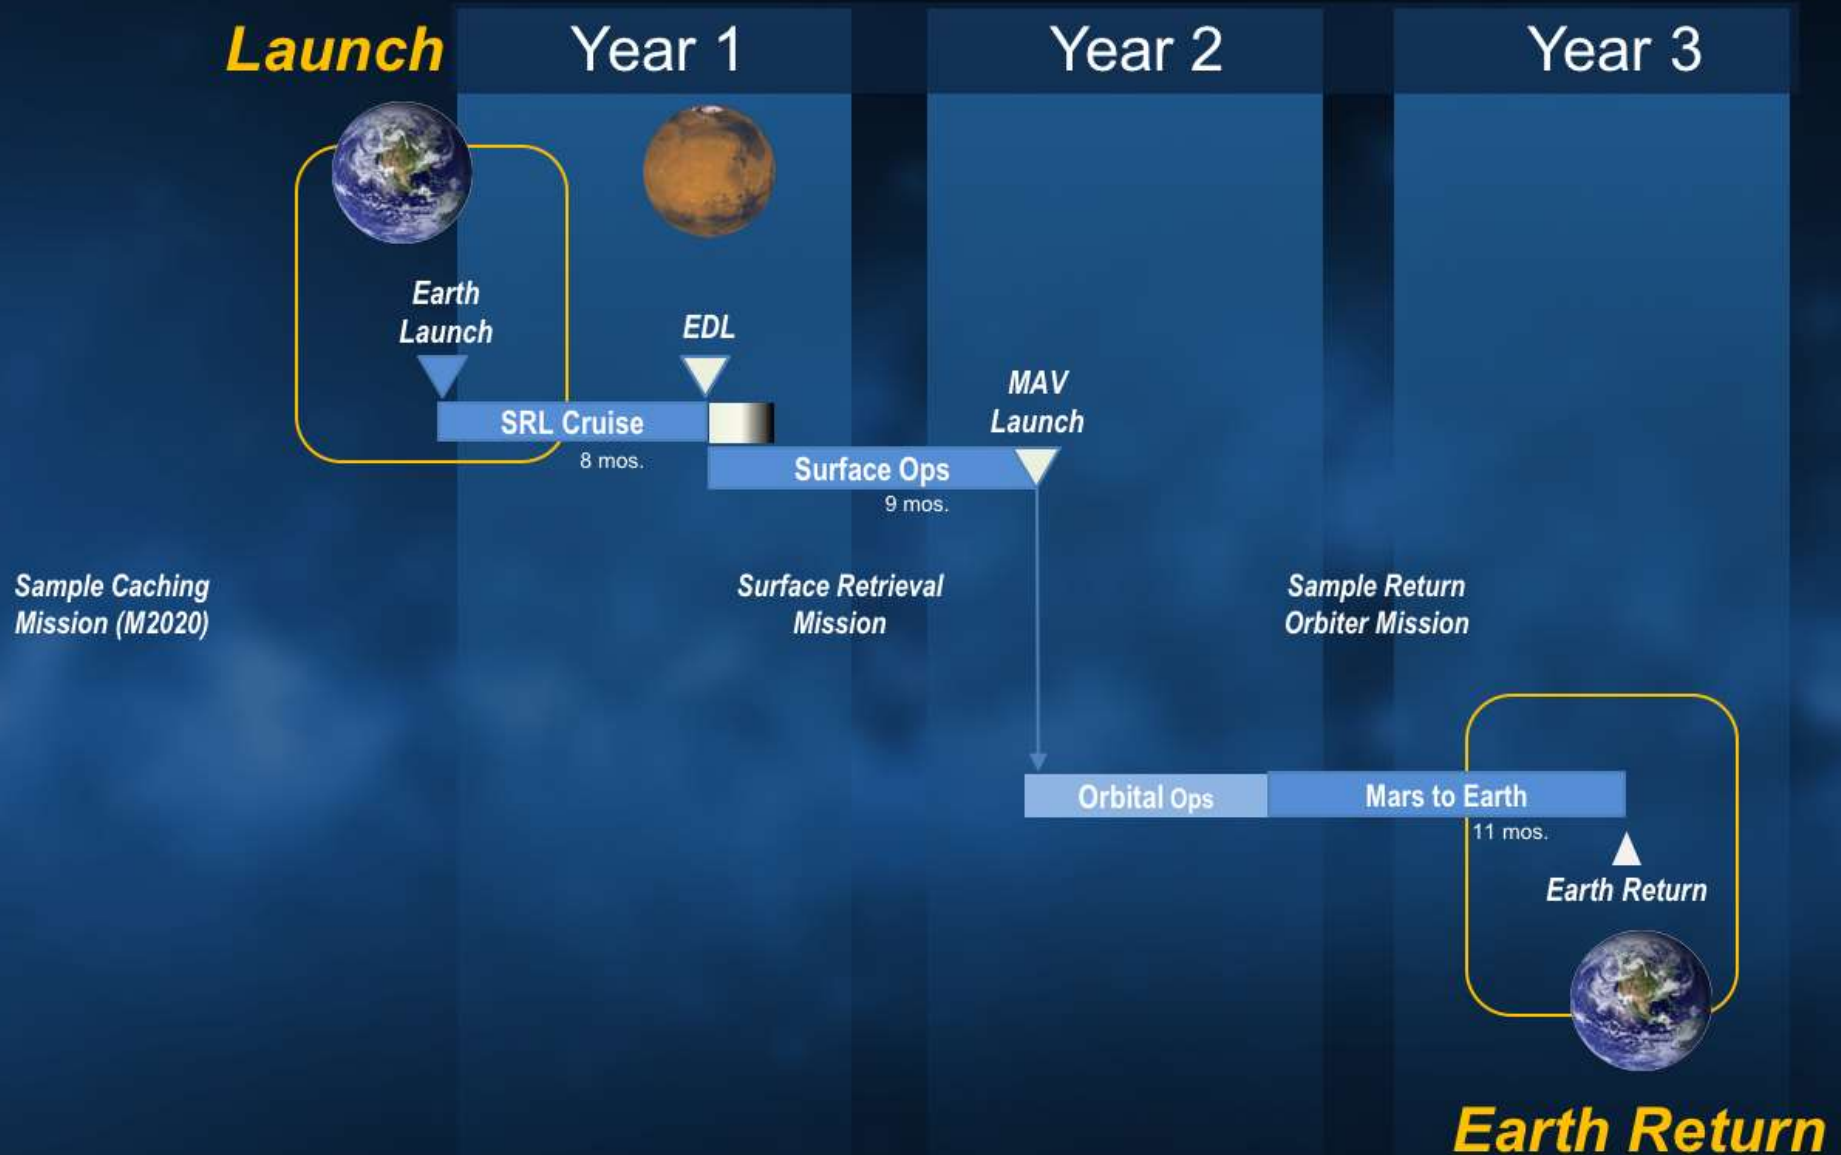 Launch
Year 1
Year 2
Year 3
Earth
Launch
EDL
MAV
Launch
SRL Cruise
8 mos.
Surface Ops
9 mos.
Sample Caching
Mission (M2020)
Surface Retrieval
Mission
Sample Return
Orbiter Mission
Orbital Ops
Mars to Earth
11 mos.
Earth Return
Earth Return